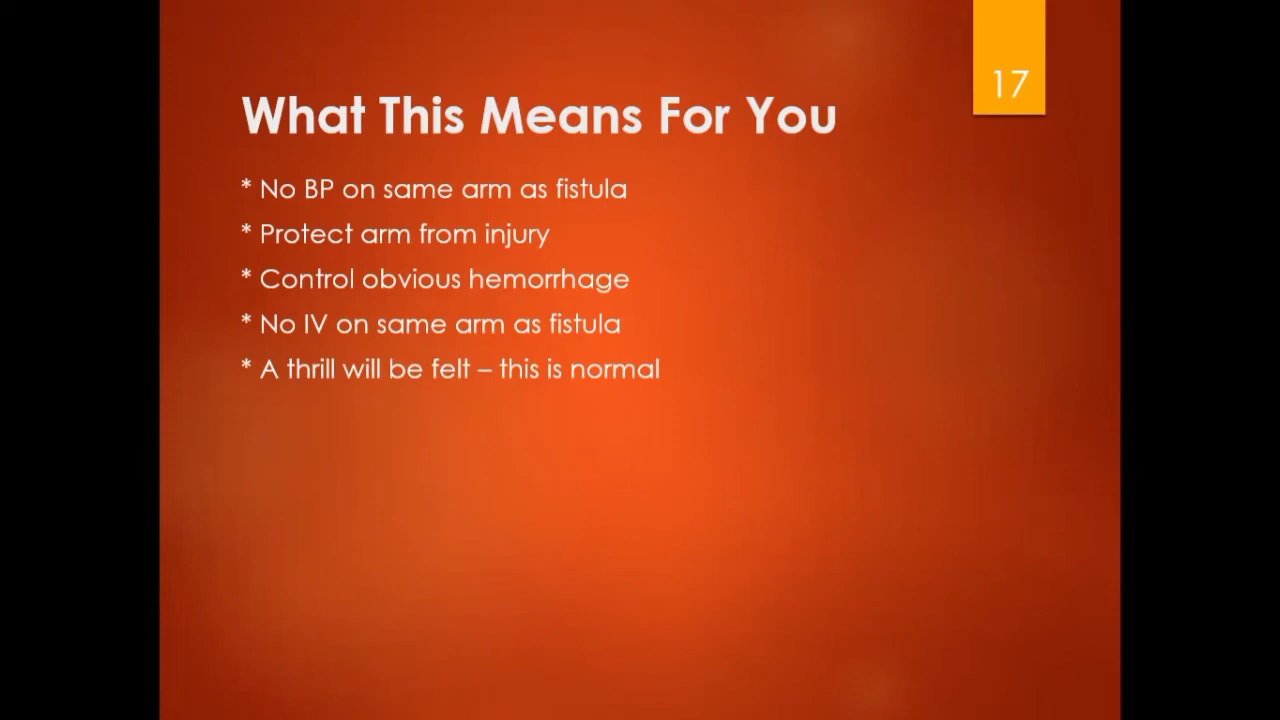 17
What This Means For You
* No BP on same arm as fistula
* Protect arm from injury
* Control obvious hemorrhage
* No IV on same arm as fistula
* A thrill will be felt – this is normal